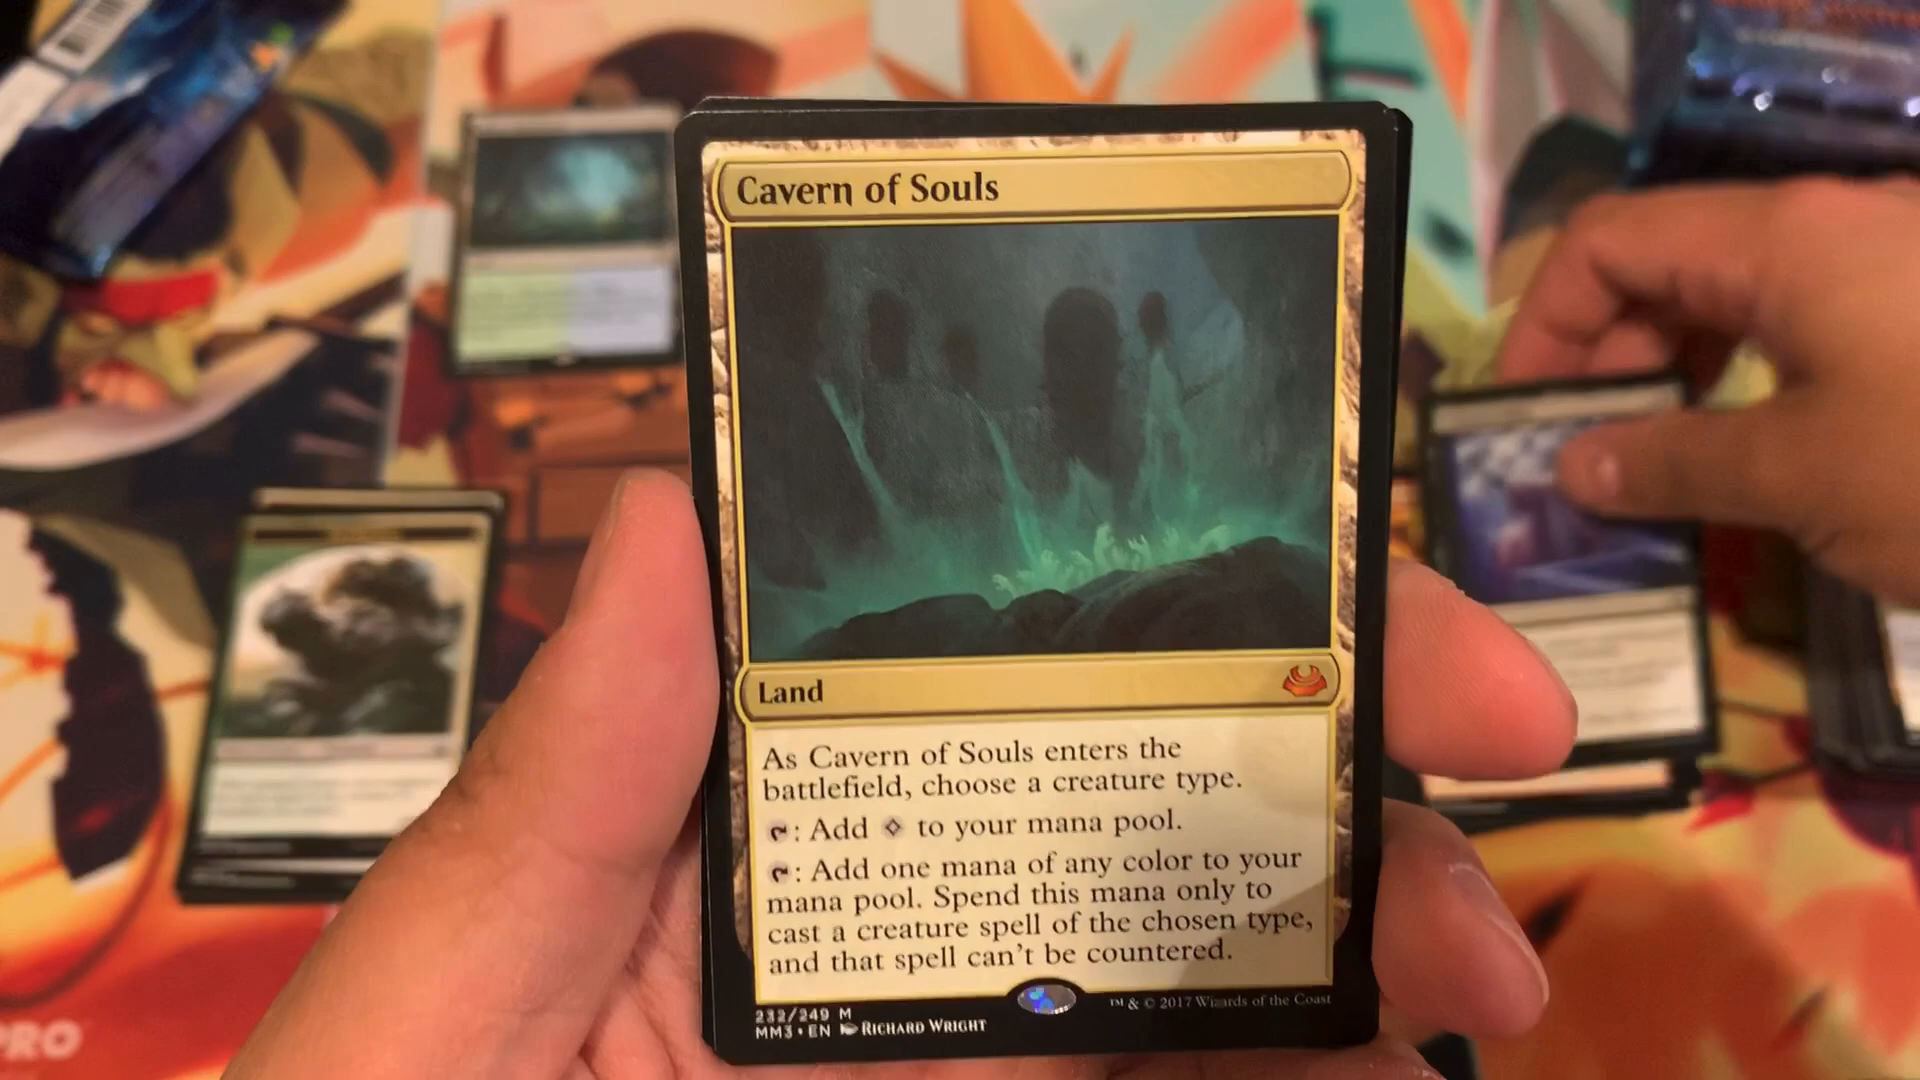 Cavern of Souls
Land
As Cavern of Souls enters the
battlefield, choose a creature type.
: Add to your mana pool.
: Add one mana of any color to your
mana pool. Spend this mana only to
cast a creature spell of the chosen type,
and that spell can't be countered.
232/249 M
MM3 • EN RICHARD WRIGHT
™ & © 2017 Wizards of the Coast
PRO